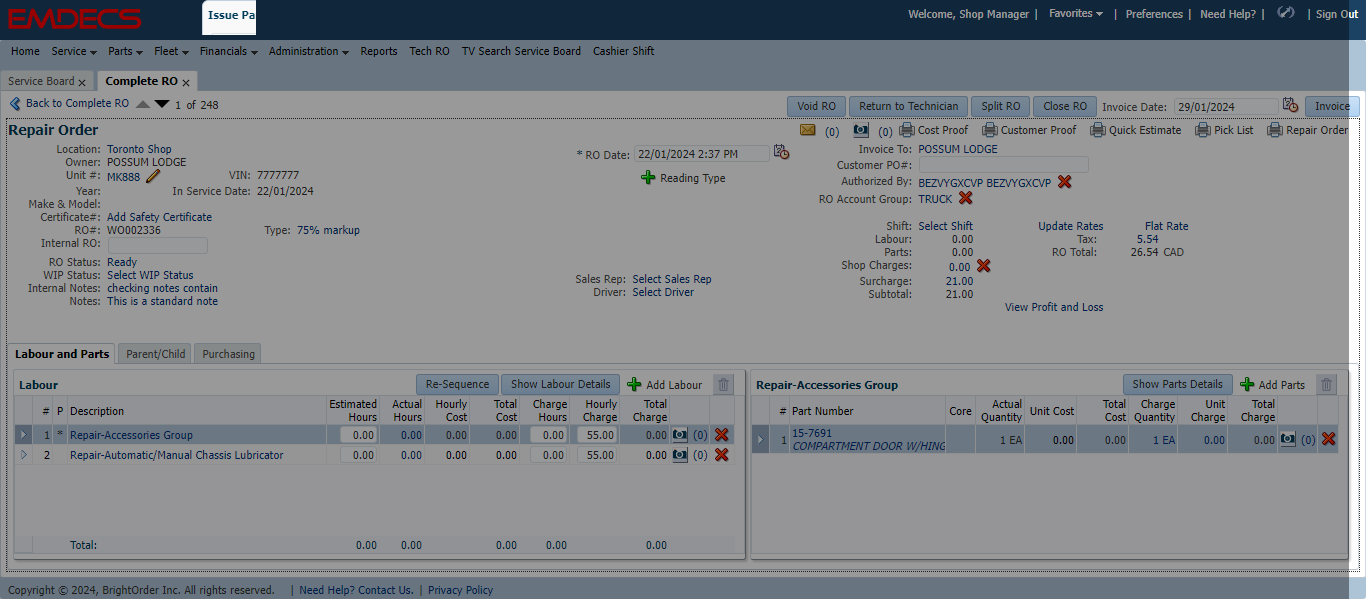 EMDECS
Issue Pa
Welcome, Shop Manager | Favorites | Preferences | Need Help? | | Sign Out
Home Service Parts Fleet Financials Administration Reports Tech RO TV Search Service Board Cashier Shift
Service Board x Complete RO x
Back to Complete RO 1 of 248
Void RO Return to Technician Split RO Close RO Invoice Date: 29/01/2024 Invoice
Repair Order
(0) (0) Cost Proof Customer Proof Quick Estimate Pick List Repair Order
Location: Toronto Shop
Owner: POSSUM LODGE
Unit #: MK888 VIN: 7777777
Year: In Service Date: 22/01/2024
Make & Model:
Certificate#: Add Safety Certificate
RO#: WO002336 Type: 75% markup
Internal RO:
RO Status: Ready
WIP Status: Select WIP Status
Internal Notes: checking notes contain
Notes: This is a standard note
* RO Date: 22/01/2024 2:37 PM
Reading Type
Sales Rep: Select Sales Rep
Driver: Select Driver
Invoice To: POSSUM LODGE
Customer PO#:
Authorized By: BEZVYGXCVP BEZVYGXCVP
RO Account Group: TRUCK
Shift: Select Shift Update Rates Flat Rate
Labour: 0.00 Tax: 5.54
Parts: 0.00 RO Total: 26.54 CAD
Shop Charges: 0.00
Surcharge: 21.00
Subtotal: 21.00
View Profit and Loss
Labour and Parts Parent/Child Purchasing
Labour Re-Sequence Show Labour Details Add Labour
# P Description Estimated Hours Actual Hours Hourly Cost Total Cost Charge Hours Hourly Charge Total Charge
1 * Repair-Accessories Group 0.00 0.00 0.00 0.00 0.00 55.00 0.00 (0)
2 Repair-Automatic/Manual Chassis Lubricator 0.00 0.00 0.00 0.00 0.00 55.00 0.00 (0)
Total: 0.00 0.00 0.00 0.00 0.00
Repair-Accessories Group Show Parts Details Add Parts
# Part Number Core Actual Quantity Unit Cost Total Cost Charge Quantity Unit Charge Total Charge
1 15-7691 1 EA 0.00 0.00 1 EA 0.00 0.00 (0)
COMPARTMENT DOOR W/HING
Copyright © 2024, BrightOrder Inc. All rights reserved. | Need Help? Contact Us. | Privacy Policy